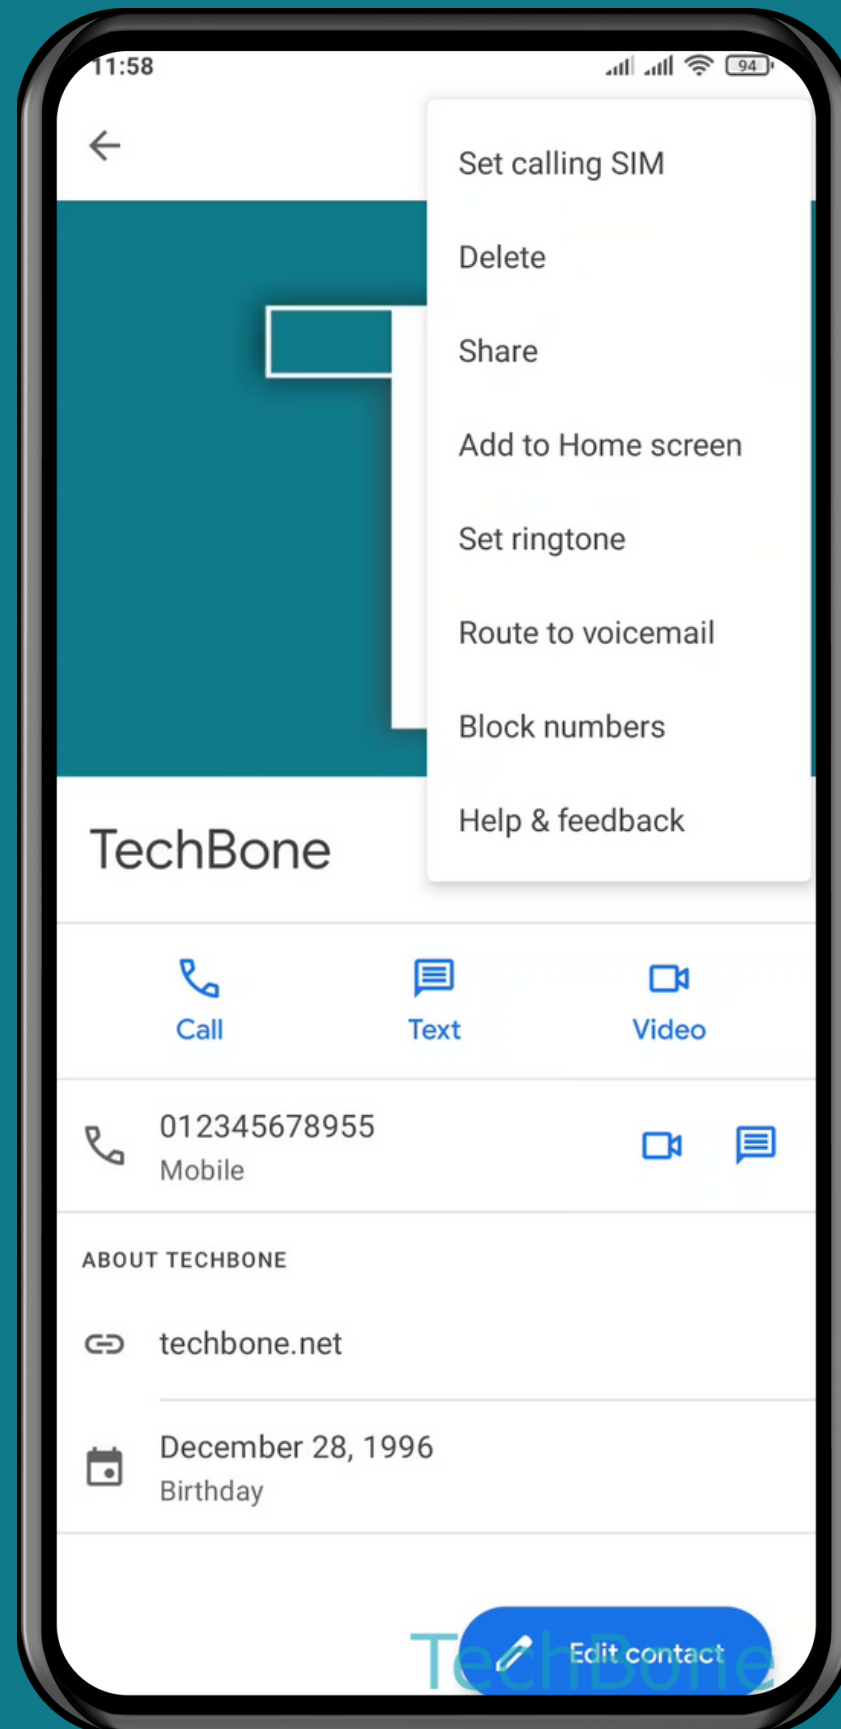 11:58
94
Set calling SIM
Delete
Share
Add to Home screen
Set ringtone
Route to voicemail
Block numbers
Help & feedback
TechBone
Call Text Video
012345678955
Mobile
ABOUT TECHBONE
techbone.net
December 28, 1996
Birthday
Edit contact
TechBone